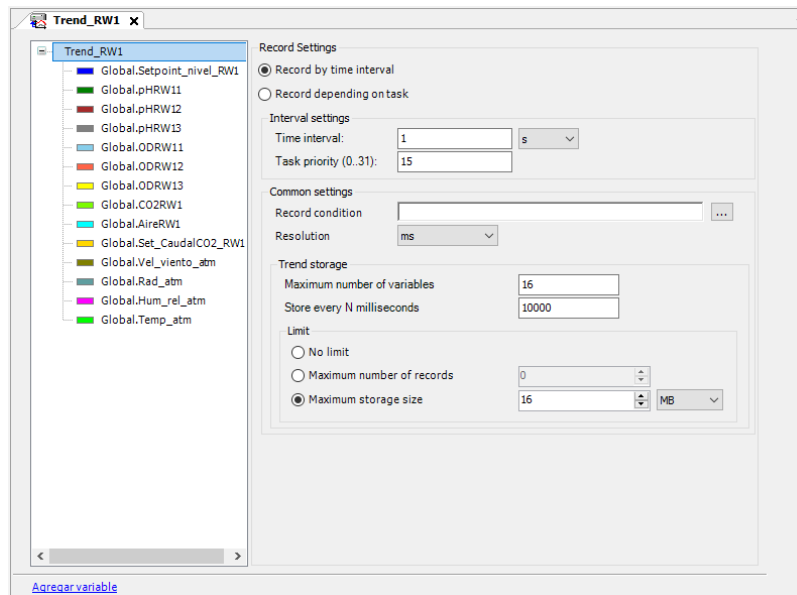 Trend_RW1
Trend_RW1
Global.Setpoint_nivel_RW1
Global.pHRW11
Global.pHRW12
Global.pHRW13
Global.ODRW11
Global.ODRW12
Global.ODRW13
Global.CO2RW1
Global.AireRW1
Global.Set_CaudalCO2_RW1
Global.Vel_viento_atm
Global.Rad_atm
Global.Hum_rel_atm
Global.Temp_atm
Record Settings
Record by time interval
Record depending on task
Interval settings
Time interval: 1 s
Task priority (0..31): 15
Common settings
Record condition ...
Resolution ms
Trend storage
Maximum number of variables 16
Store every N milliseconds 10000
Limit
No limit
Maximum number of records 0
Maximum storage size 16 MB
Agregar variable